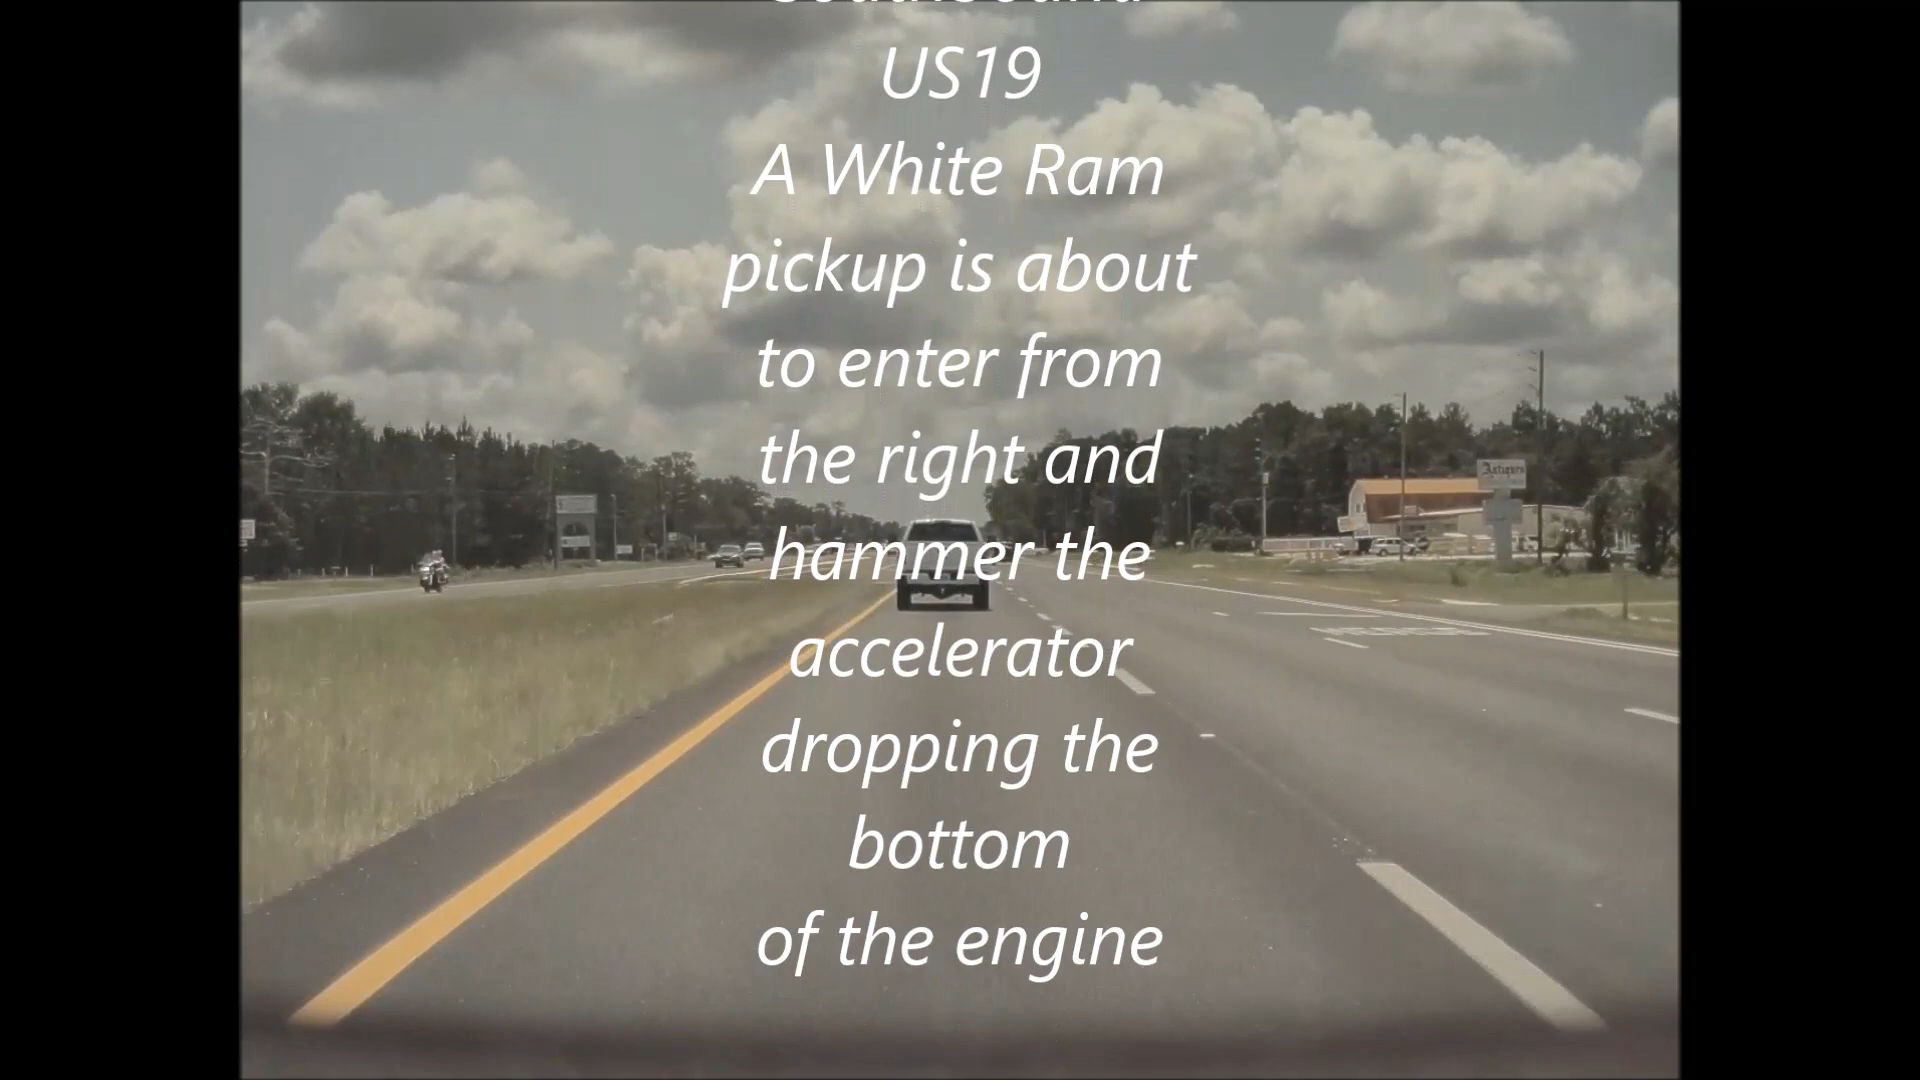 US19
A White Ram
pickup is about
to enter from
the right and
hammer the
accelerator
dropping the
bottom
of the engine
Antiques